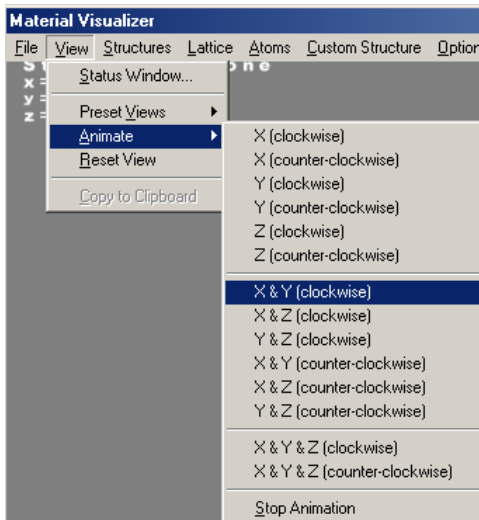 Material Visualizer
File View Structures Lattice Atoms Custom Structure Option
Status Window...
x =
y =
z =
Preset Views
Animate
Reset View
Copy to Clipboard
X (clockwise)
X (counter-clockwise)
Y (clockwise)
Y (counter-clockwise)
Z (clockwise)
Z (counter-clockwise)
X & Y (clockwise)
X & Z (clockwise)
Y & Z (clockwise)
X & Y (counter-clockwise)
X & Z (counter-clockwise)
Y & Z (counter-clockwise)
X & Y & Z (clockwise)
X & Y & Z (counter-clockwise)
Stop Animation